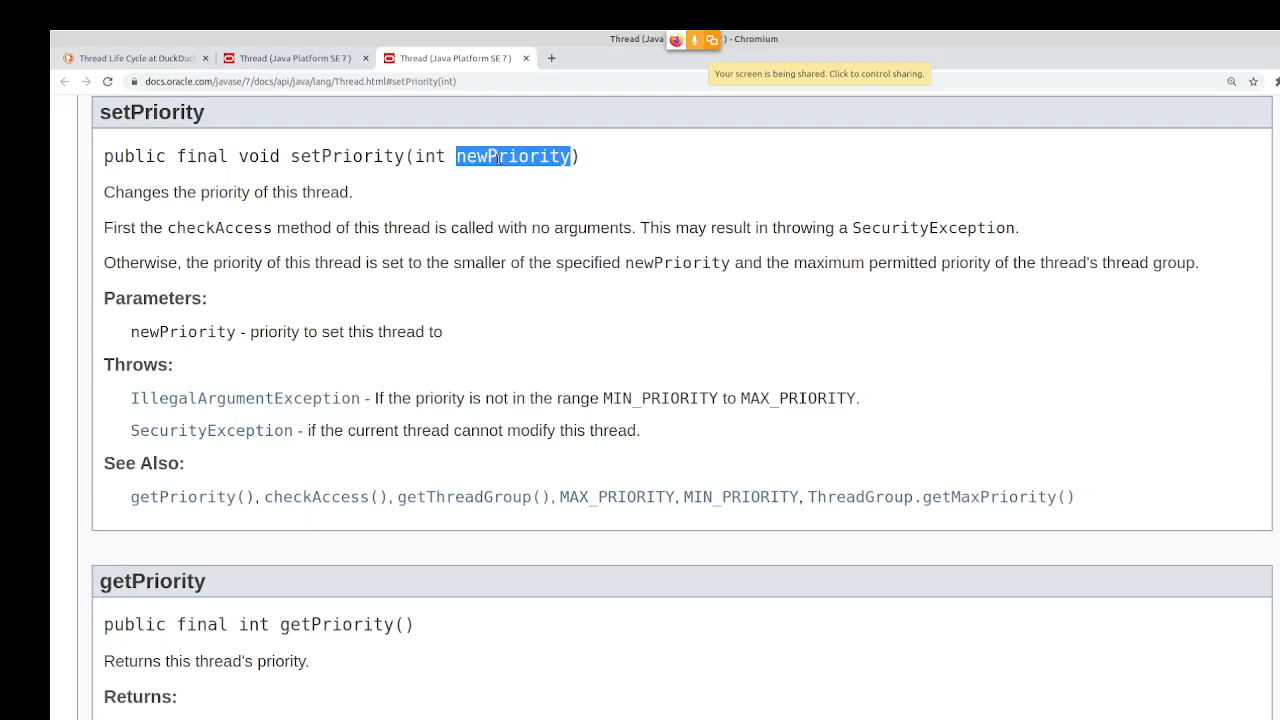 Thread (Java ) - Chromium
Thread Life Cycle at DuckDuc
Thread (Java Platform SE 7 )
Thread (Java Platform SE 7 )
Your screen is being shared. Click to control sharing.
docs.oracle.com/javase/7/docs/api/java/lang/Thread.html#setPriority(int)
setPriority
public final void setPriority(int newPriority)
Changes the priority of this thread.
First the checkAccess method of this thread is called with no arguments. This may result in throwing a SecurityException.
Otherwise, the priority of this thread is set to the smaller of the specified newPriority and the maximum permitted priority of the thread's thread group.
Parameters:
newPriority - priority to set this thread to
Throws:
IllegalArgumentException - If the priority is not in the range MIN_PRIORITY to MAX_PRIORITY.
SecurityException - if the current thread cannot modify this thread.
See Also:
getPriority(), checkAccess(), getThreadGroup(), MAX_PRIORITY, MIN_PRIORITY, ThreadGroup.getMaxPriority()
getPriority
public final int getPriority()
Returns this thread's priority.
Returns: